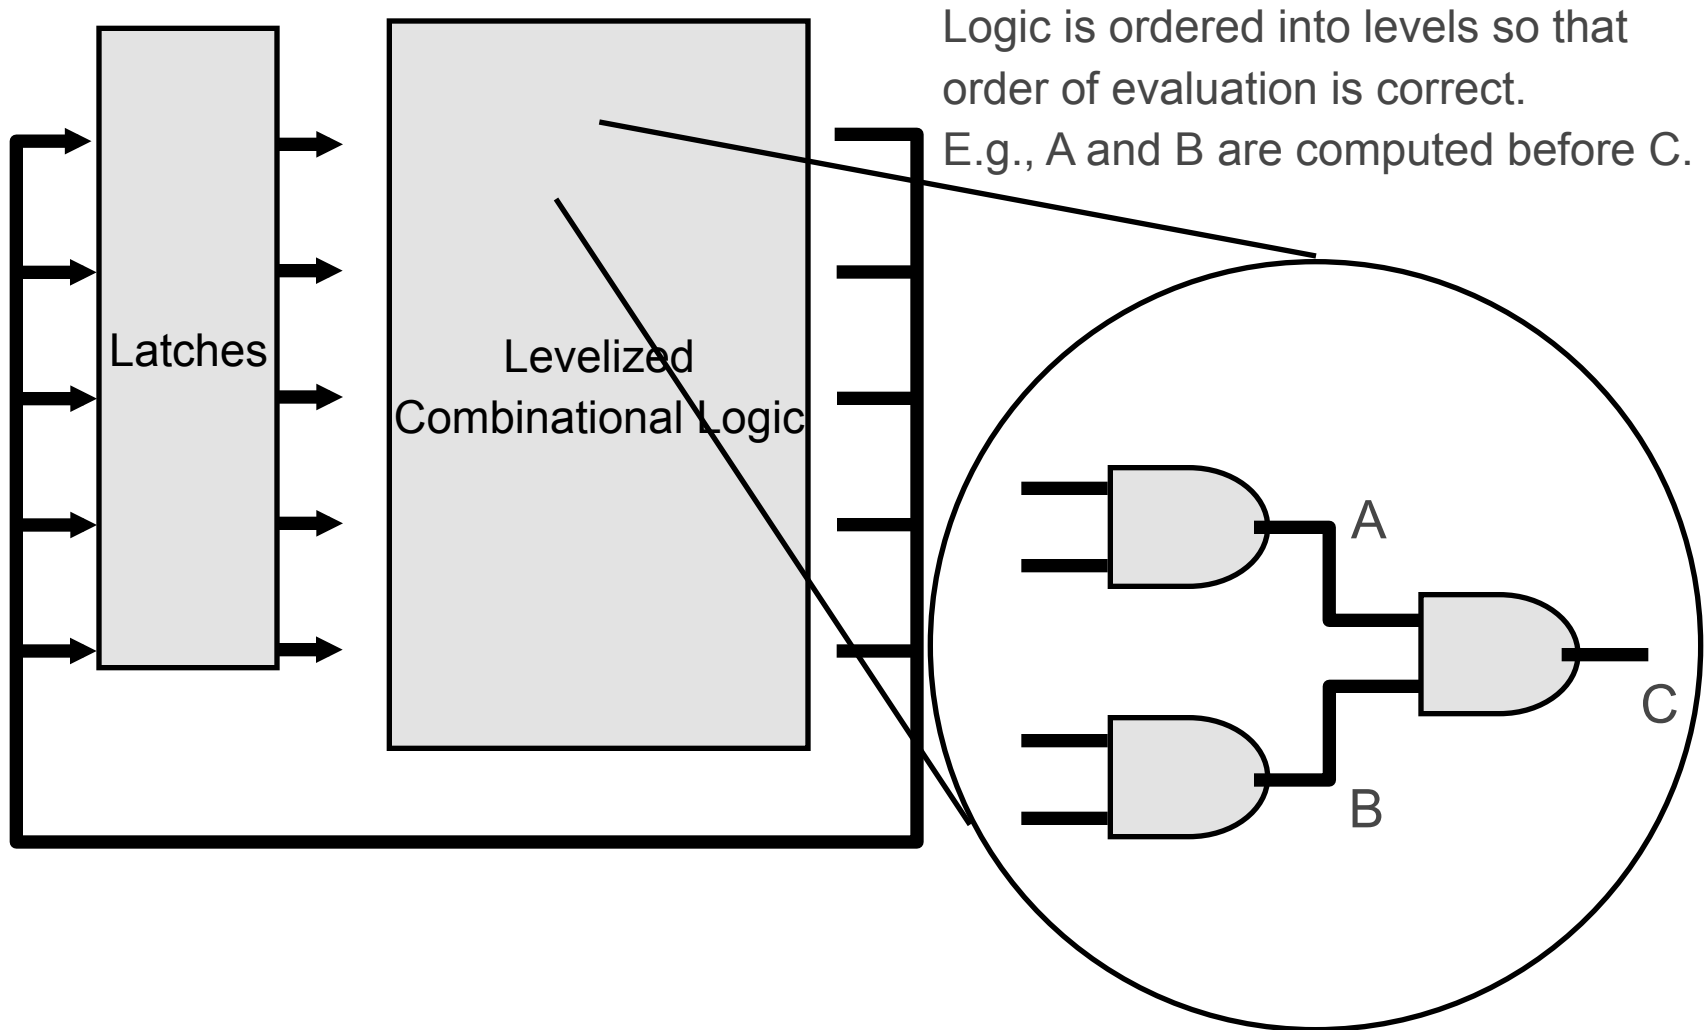 Logic is ordered into levels so that
order of evaluation is correct.
E.g., A and B are computed before C.
Latches
Levelized
Combinational Logic
A
C
B